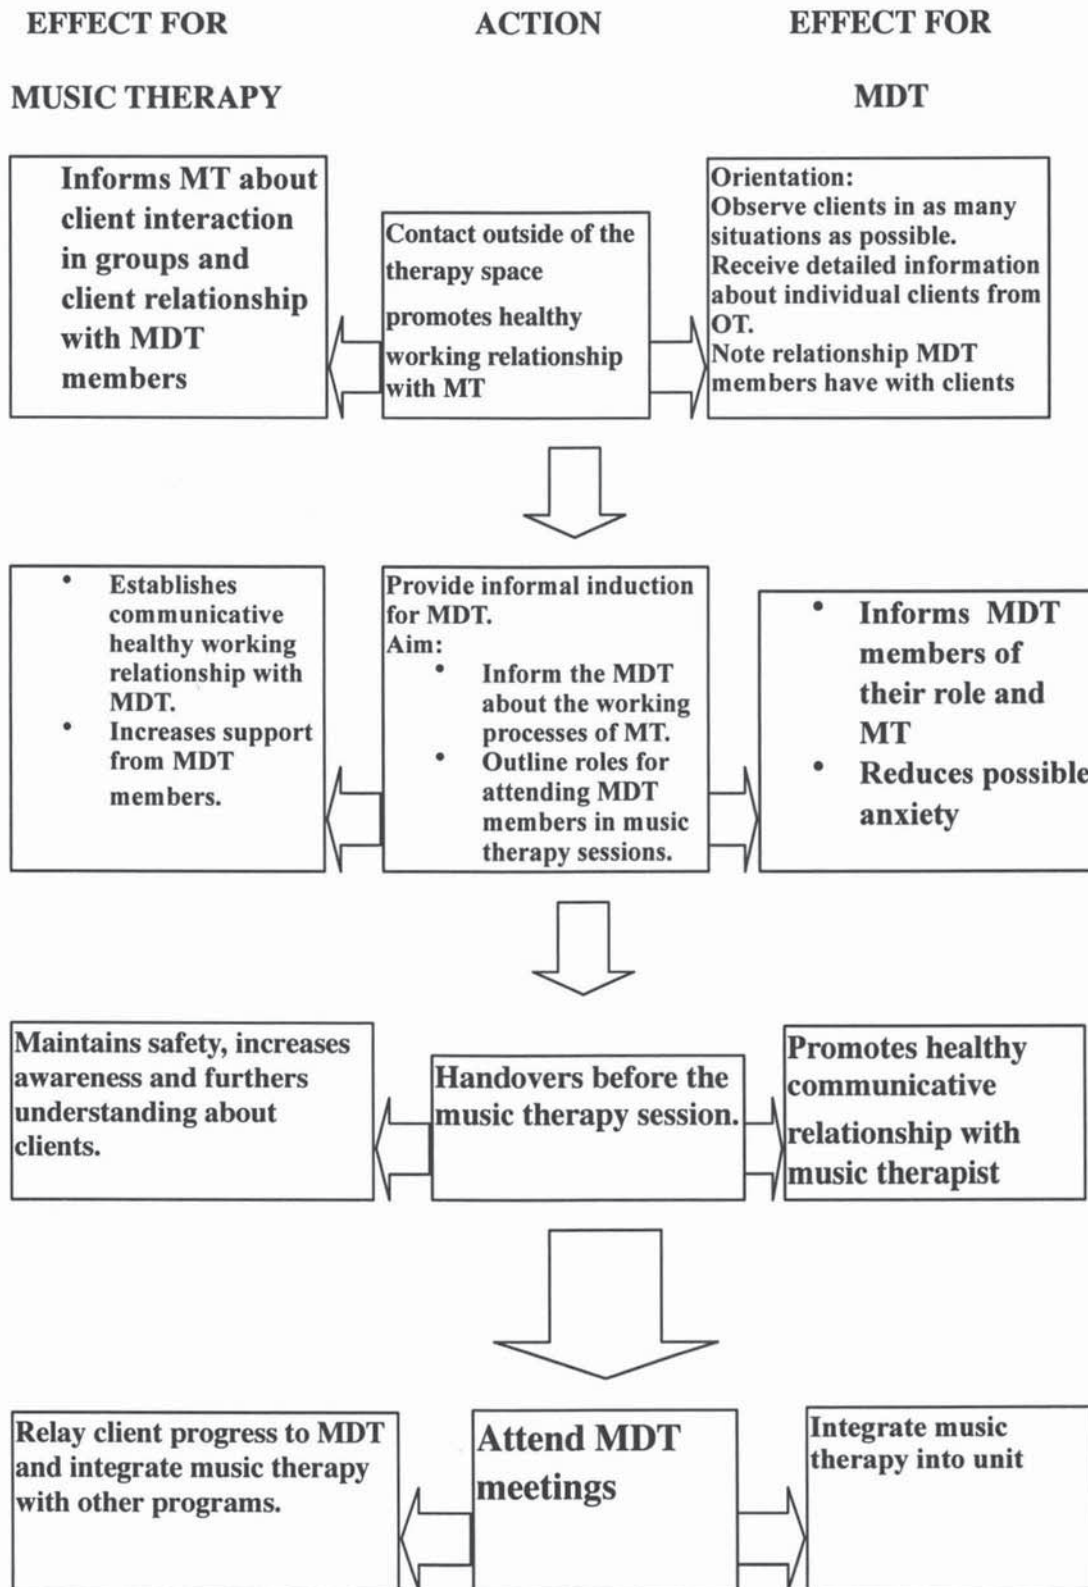 EFFECT FOR
MUSIC THERAPY
ACTION
EFFECT FOR
MDT
Informs MT about
client interaction
in groups and
client relationship
with MDT
members
Contact outside of the
therapy space
promotes healthy
working relationship
with MT
Orientation:
Observe clients in as many
situations as possible.
Receive detailed information
about individual clients from
OT.
Note relationship MDT
members have with clients
• Establishes
communicative
healthy working
relationship with
MDT.
• Increases support
from MDT
members.
Provide informal induction
for MDT.
Aim:
• Inform the MDT
about the working
processes of MT.
• Outline roles for
attending MDT
members in music
therapy sessions.
• Informs MDT
members of
their role and
MT
• Reduces possible
anxiety
Maintains safety, increases
awareness and furthers
understanding about
clients.
Handovers before the
music therapy session.
Promotes healthy
communicative
relationship with
music therapist
Relay client progress to MDT
and integrate music therapy
with other programs.
Attend MDT
meetings
Integrate music
therapy into unit